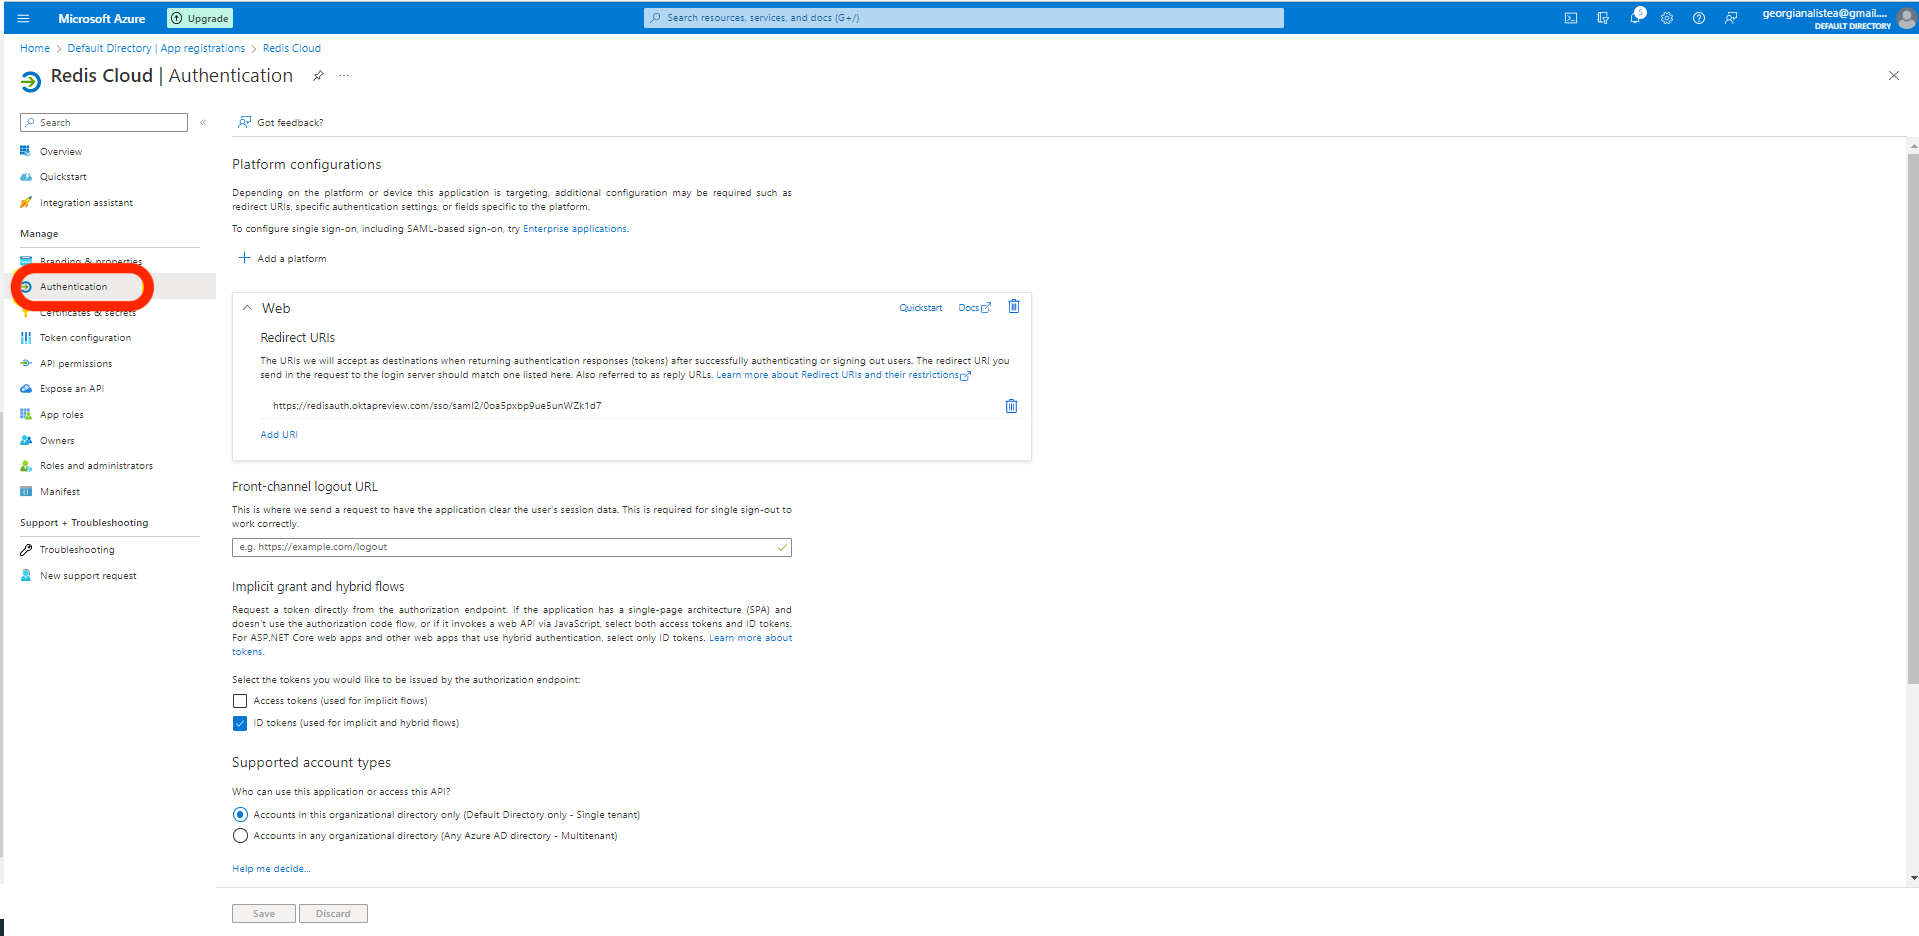 Microsoft Azure
Upgrade
Search resources, services, and docs (G+/)
5
georgianalistea@gmail....
DEFAULT DIRECTORY
Home > Default Directory | App registrations > Redis Cloud
Redis Cloud | Authentication
Search
Got feedback?
Overview
Quickstart
Integration assistant
Manage
Branding & properties
Authentication
Certificates & secrets
Token configuration
API permissions
Expose an API
App roles
Owners
Roles and administrators
Manifest
Support + Troubleshooting
Troubleshooting
New support request
Platform configurations
Depending on the platform or device this application is targeting, additional configuration may be required such as
redirect URIs, specific authentication settings, or fields specific to the platform.
To configure single sign-on, including SAML-based sign-on, try Enterprise applications.
Add a platform
Web
Quickstart
Docs
Redirect URIs
The URIs we will accept as destinations when returning authentication responses (tokens) after successfully authenticating or signing out users. The redirect URI you
send in the request to the login server should match one listed here. Also referred to as reply URLs. Learn more about Redirect URIs and their restrictions
https://redisauth.oktapreview.com/sso/saml2/0oa5pxbp9ue5unWZk1d7
Add URI
Front-channel logout URL
This is where we send a request to have the application clear the user's session data. This is required for single sign-out to
work correctly.
e.g. https://example.com/logout
Implicit grant and hybrid flows
Request a token directly from the authorization endpoint. If the application has a single-page architecture (SPA) and
doesn't use the authorization code flow, or if it invokes a web API via JavaScript, select both access tokens and ID tokens.
For ASP.NET Core web apps and other web apps that use hybrid authentication, select only ID tokens. Learn more about
tokens.
Select the tokens you would like to be issued by the authorization endpoint:
Access tokens (used for implicit flows)
ID tokens (used for implicit and hybrid flows)
Supported account types
Who can use this application or access this API?
Accounts in this organizational directory only (Default Directory only - Single tenant)
Accounts in any organizational directory (Any Azure AD directory - Multitenant)
Help me decide...
Save
Discard